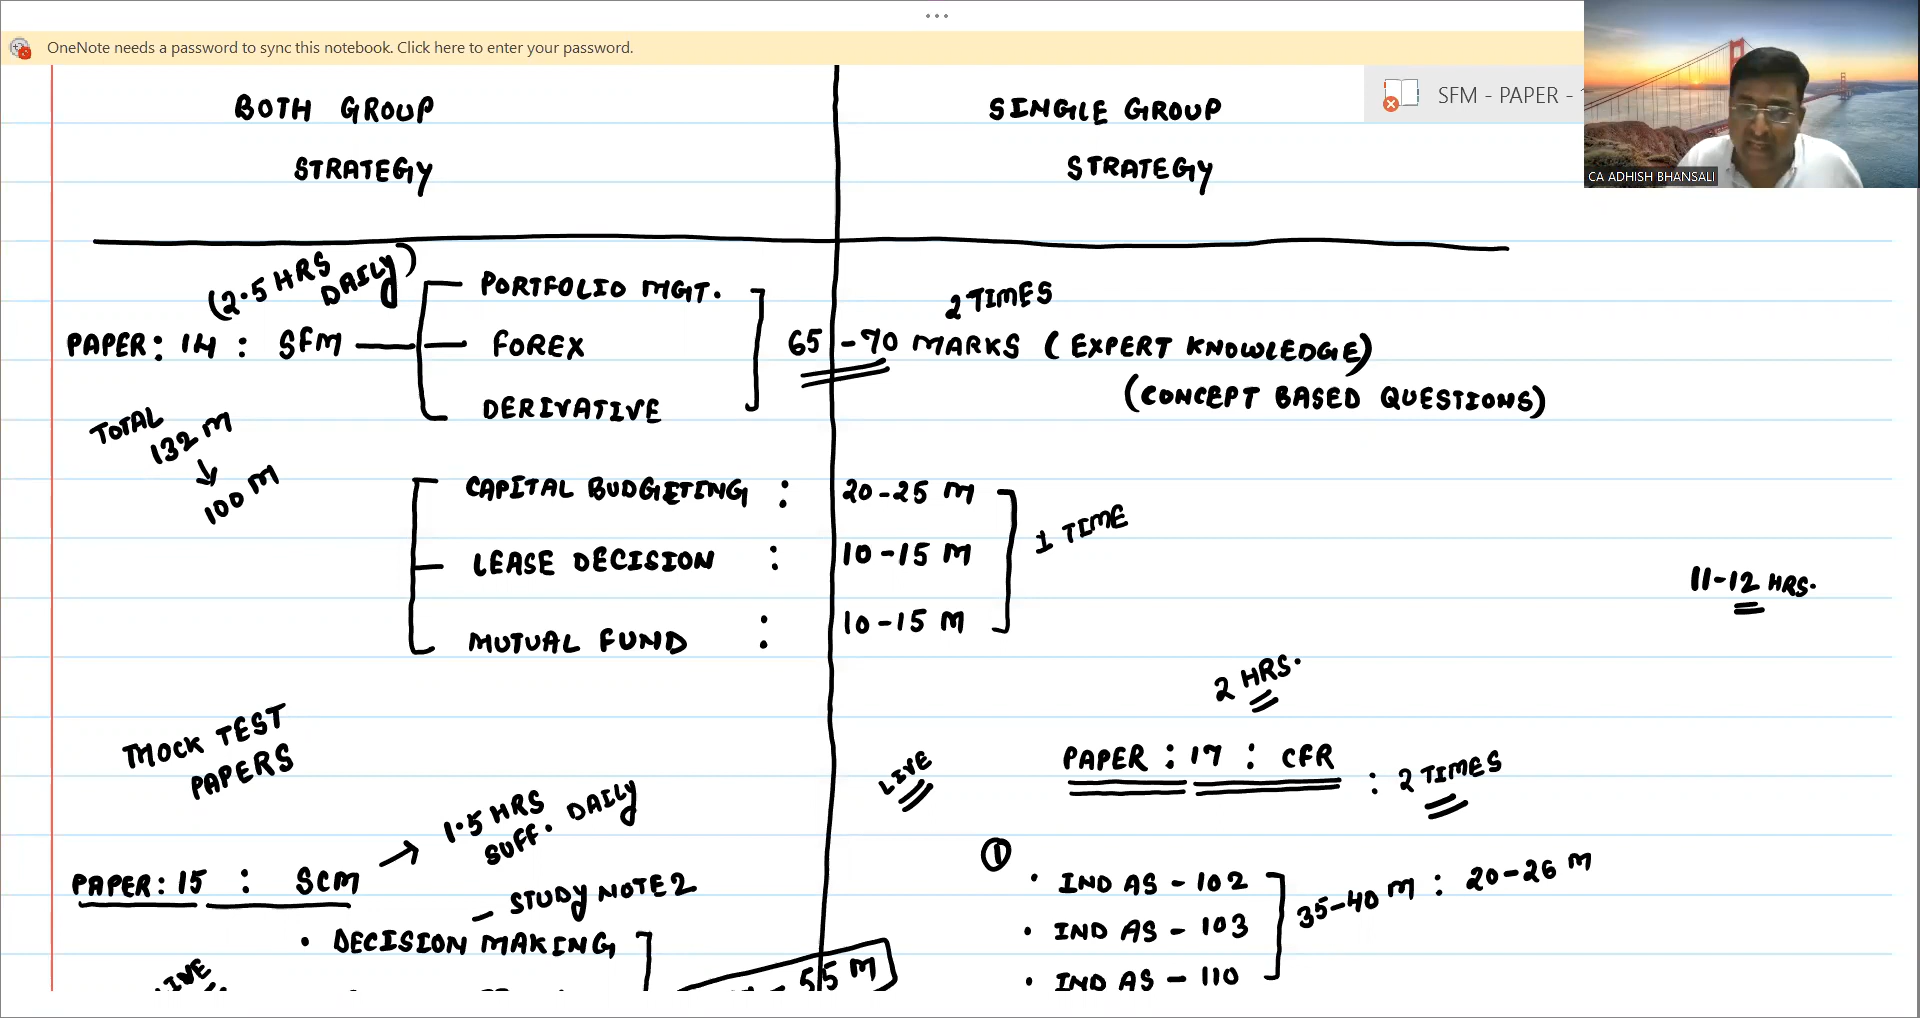 OneNote needs a password to sync this notebook. Click here to enter your password.
SFM - PAPER -
CA ADHISH BHANSALI
BOTH GROUP
STRATEGY
SINGLE GROUP
STRATEGY
(2.5 HRS
DAILY)
PAPER: 14 : SFM
PORTFOLIO MGT.
FOREX
DERIVATIVE
2 TIMES
65 - 70 MARKS (EXPERT KNOWLEDGE)
(CONCEPT BASED QUESTIONS)
TOTAL
132 M
↓
100 M
CAPITAL BUDGETING : 20-25 M
LEASE DECISION : 10-15 M
MUTUAL FUND : 10-15 M
1 TIME
11-12 HRS.
MOCK TEST
PAPERS
PAPER: 15 : SCM → 1.5 HRS
SUFF. DAILY
- STUDY NOTE 2
• DECISION MAKING
LIVE
55 M
2 HRS.
LIVE
PAPER : 17 : CFR : 2 TIMES
①
• IND AS - 102
• IND AS - 103
• IND AS - 110
35-40 M : 20-26 M